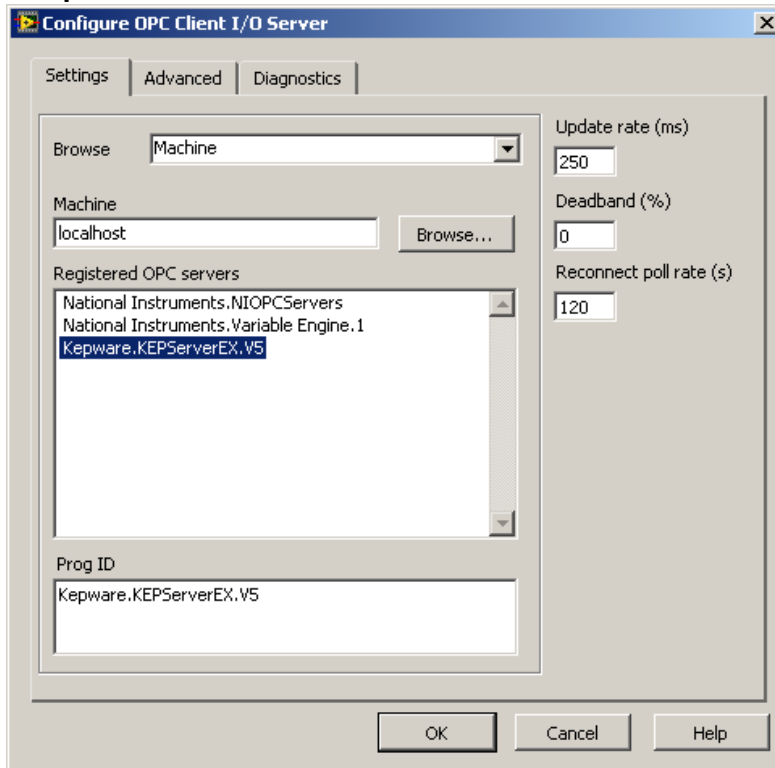 Configure OPC Client I/O Server
Settings
Advanced
Diagnostics
Browse
Machine
Machine
localhost
Browse...
Registered OPC servers
National Instruments.NIOPCServers
National Instruments.Variable Engine.1
Kepware.KEPServerEX.V5
Prog ID
Kepware.KEPServerEX.V5
Update rate (ms)
250
Deadband (%)
0
Reconnect poll rate (s)
120
OK
Cancel
Help